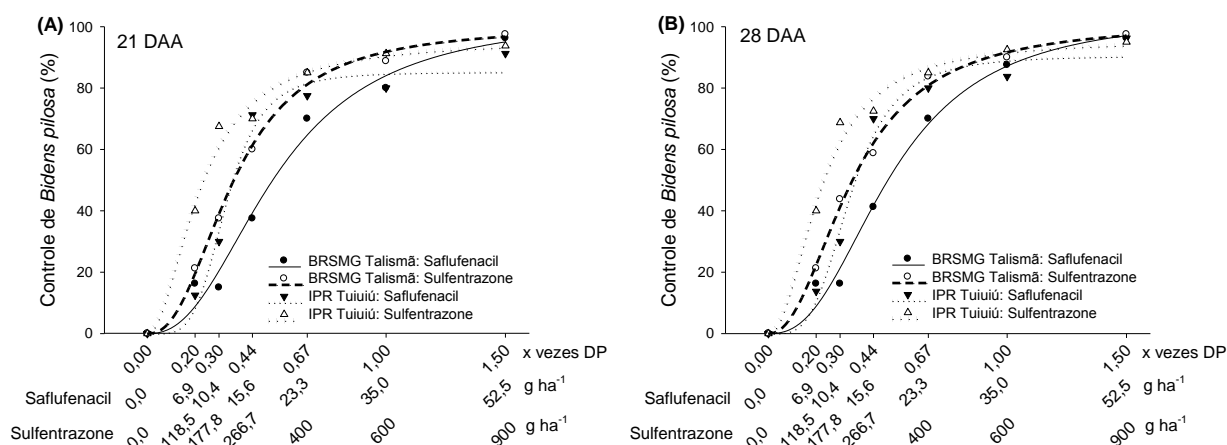 (A)
21 DAA
Controle de Bidens pilosa (%)
100
80
60
40
20
0
BRSMG Talismã: Saflufenacil
BRSMG Talismã: Sulfentrazone
IPR Tuiuiú: Saflufenacil
IPR Tuiuiú: Sulfentrazone
0,00 0,20 0,30 0,44 0,67 1,00 1,50 x vezes DP
Saflufenacil 0,0 6,9 10,4 15,6 23,3 35,0 52,5 g ha⁻¹
Sulfentrazone 0,0 118,5 177,8 266,7 400 600 900 g ha⁻¹
(B)
28 DAA
Controle de Bidens pilosa (%)
100
80
60
40
20
0
BRSMG Talismã: Saflufenacil
BRSMG Talismã: Sulfentrazone
IPR Tuiuiú: Saflufenacil
IPR Tuiuiú: Sulfentrazone
0,00 0,20 0,30 0,44 0,67 1,00 1,50 x vezes DP
Saflufenacil 0,0 6,9 10,4 15,6 23,3 35,0 52,5 g ha⁻¹
Sulfentrazone 0,0 118,5 177,8 266,7 400 600 900 g ha⁻¹